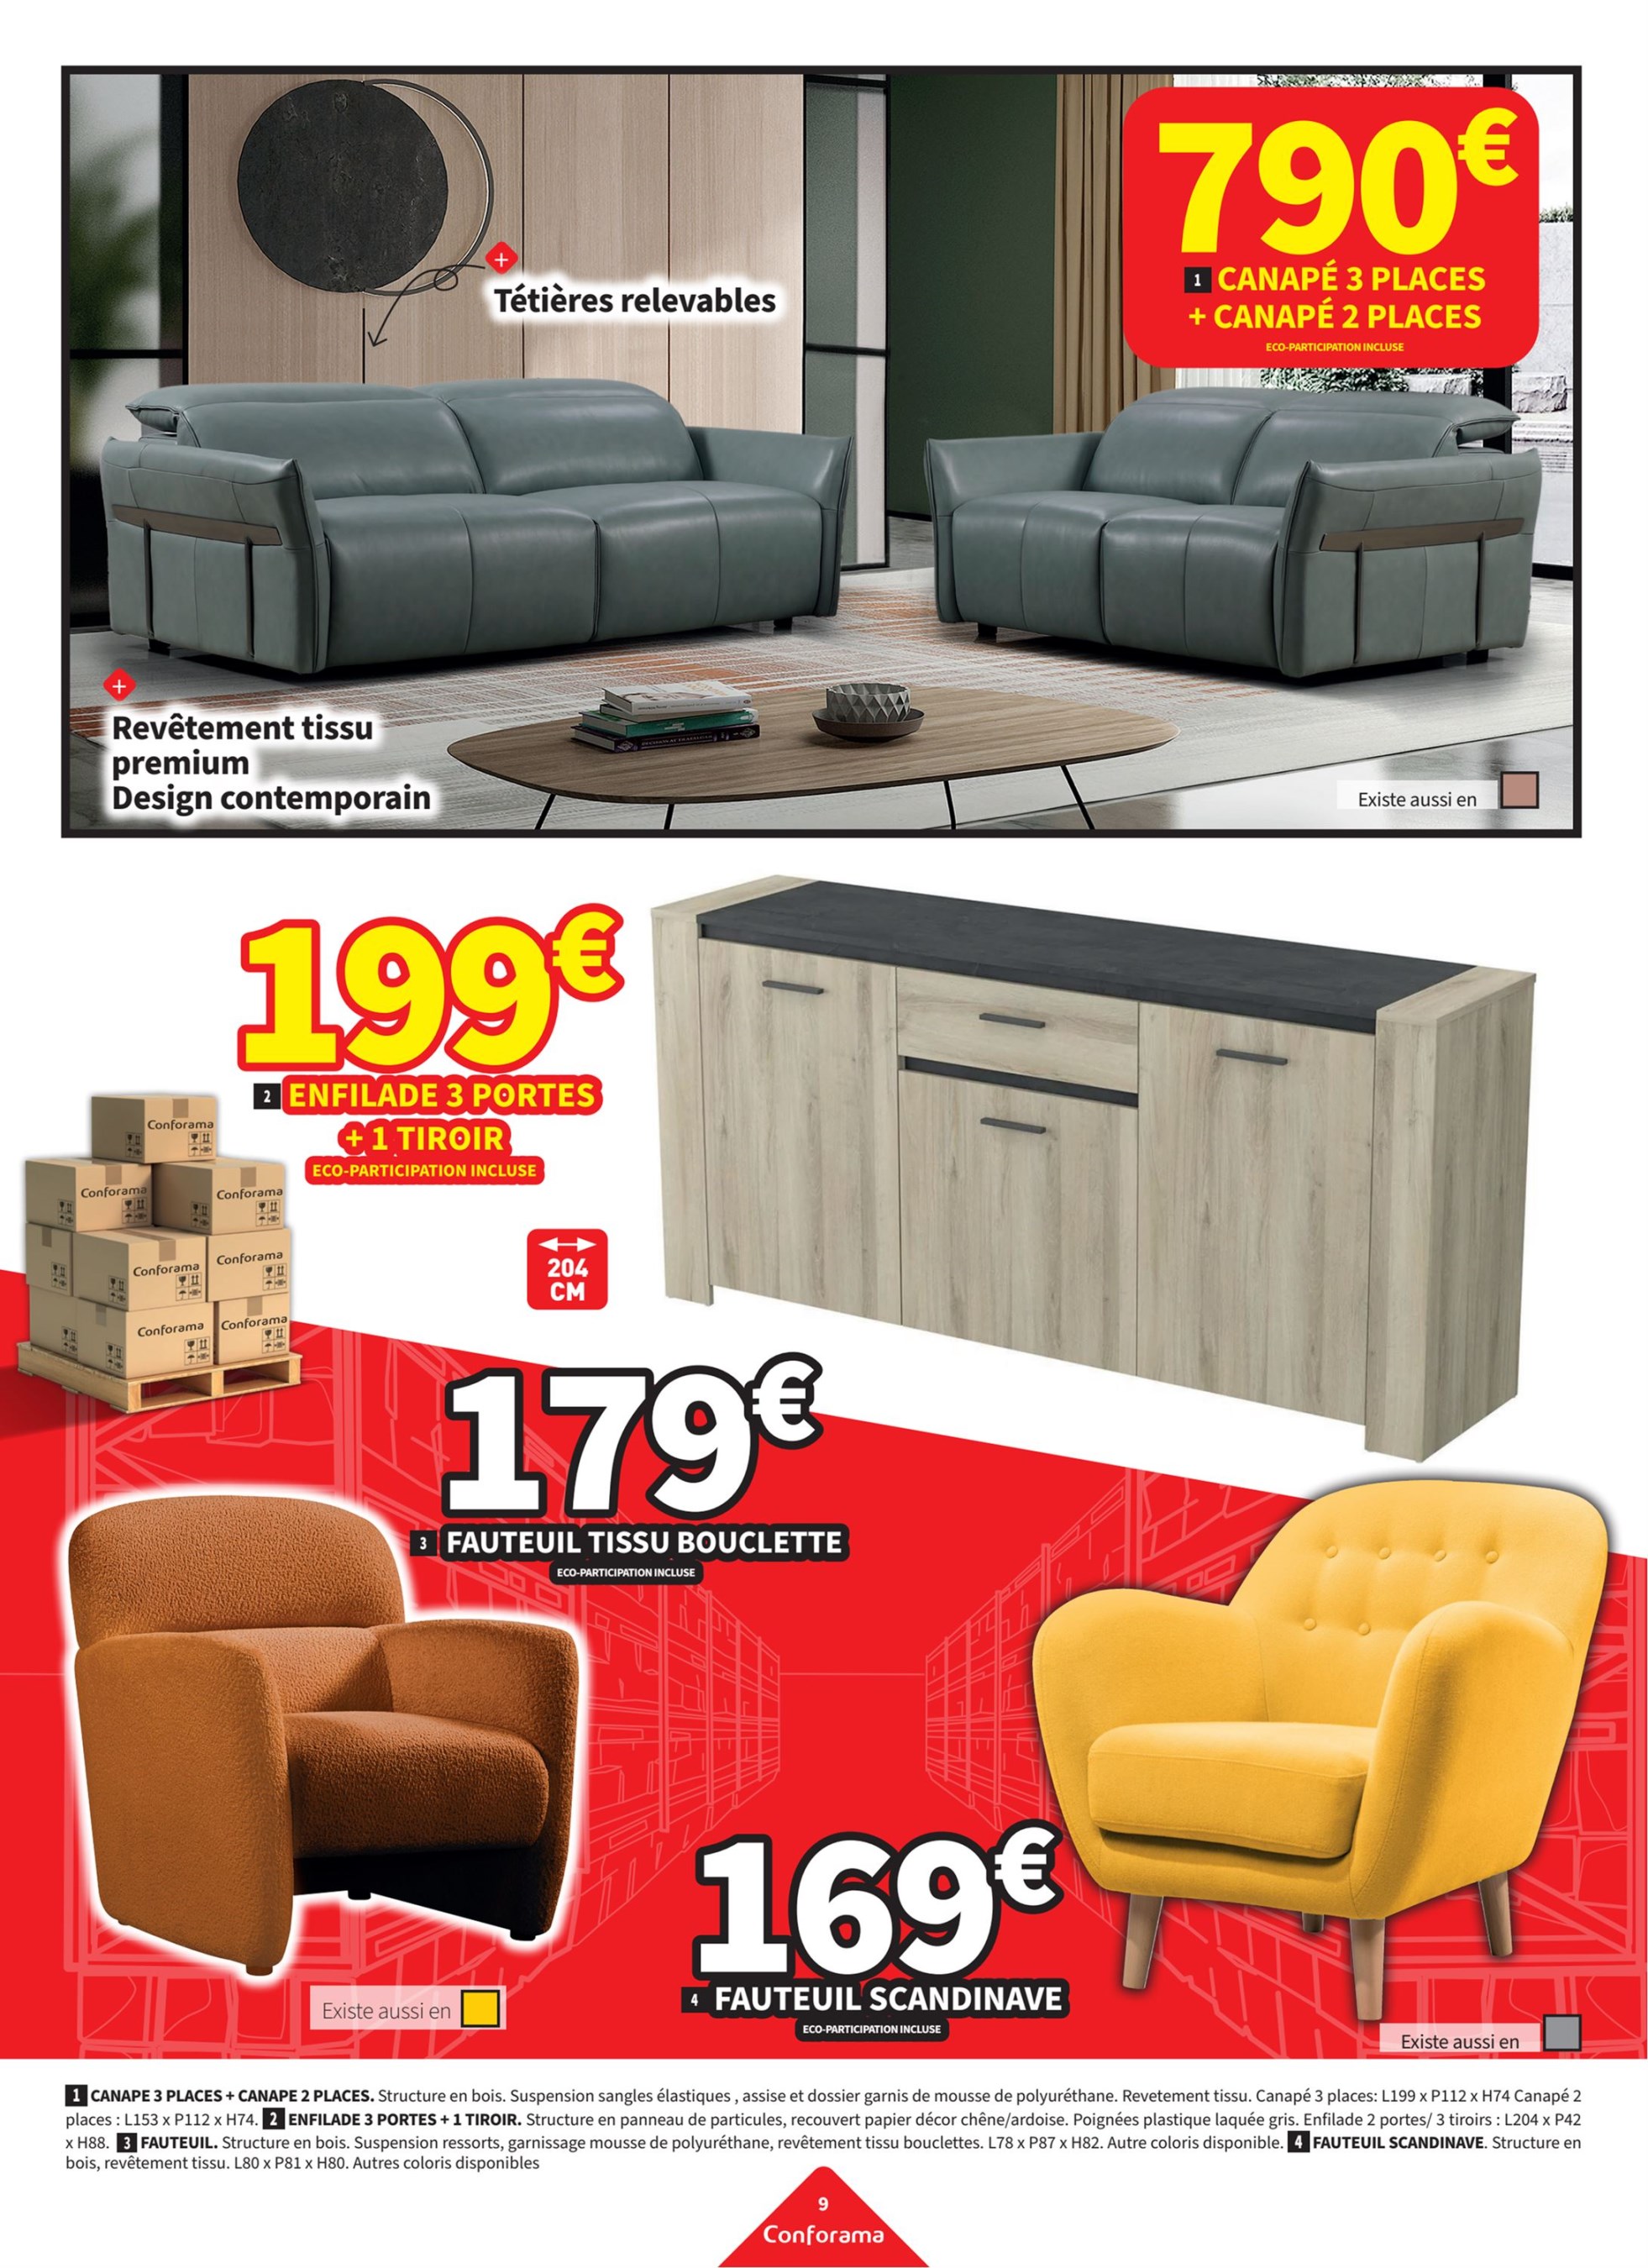 790€
1 CANAPÉ 3 PLACES
+ CANAPÉ 2 PLACES
ECO-PARTICIPATION INCLUSE
+
Tétières relevables
+
Revêtement tissu
premium
Design contemporain
Existe aussi en
199€
2 ENFILADE 3 PORTES
+ 1 TIROIR
ECO-PARTICIPATION INCLUSE
Conforama
Conforama
Conforama
Conforama
Conforama
Conforama
Conforama
204
CM
179€
3 FAUTEUIL TISSU BOUCLETTE
ECO-PARTICIPATION INCLUSE
169€
4 FAUTEUIL SCANDINAVE
ECO-PARTICIPATION INCLUSE
Existe aussi en
Existe aussi en
1 CANAPE 3 PLACES + CANAPE 2 PLACES. Structure en bois. Suspension sangles élastiques , assise et dossier garnis de mousse de polyuréthane. Revetement tissu. Canapé 3 places: L199 x P112 x H74 Canapé 2
places : L153 x P112 x H74. 2 ENFILADE 3 PORTES + 1 TIROIR. Structure en panneau de particules, recouvert papier décor chêne/ardoise. Poignées plastique laquée gris. Enfilade 2 portes/ 3 tiroirs : L204 x P42
x H88. 3 FAUTEUIL. Structure en bois. Suspension ressorts, garnissage mousse de polyuréthane, revêtement tissu bouclettes. L78 x P87 x H82. Autre coloris disponible. 4 FAUTEUIL SCANDINAVE. Structure en
bois, revêtement tissu. L80 x P81 x H80. Autres coloris disponibles
9
Conforama